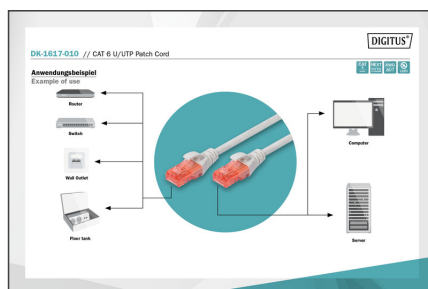 DIGITUS®
DK-1617-010 // CAT 6 U/UTP Patch Cord
Anwendungsbeispiel
Example of use
Router
Switch
Wall Outlet
Floor tank
Computer
Server